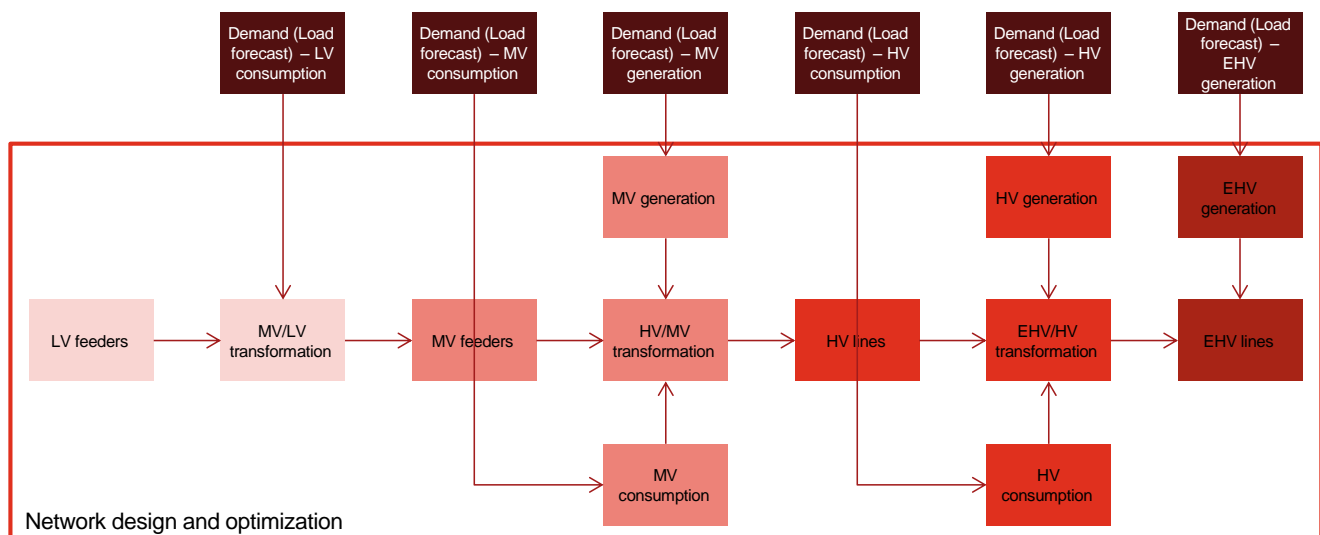 Demand (Load
forecast) – LV
consumption
Demand (Load
forecast) – MV
consumption
Demand (Load
forecast) – MV
generation
Demand (Load
forecast) – HV
consumption
Demand (Load
forecast) – HV
generation
Demand (Load
forecast) –
EHV
generation
MV generation
HV generation
EHV
generation
LV feeders
MV/LV
transformation
MV feeders
HV/MV
transformation
HV lines
EHV/HV
transformation
EHV lines
MV
consumption
HV
consumption
Network design and optimization